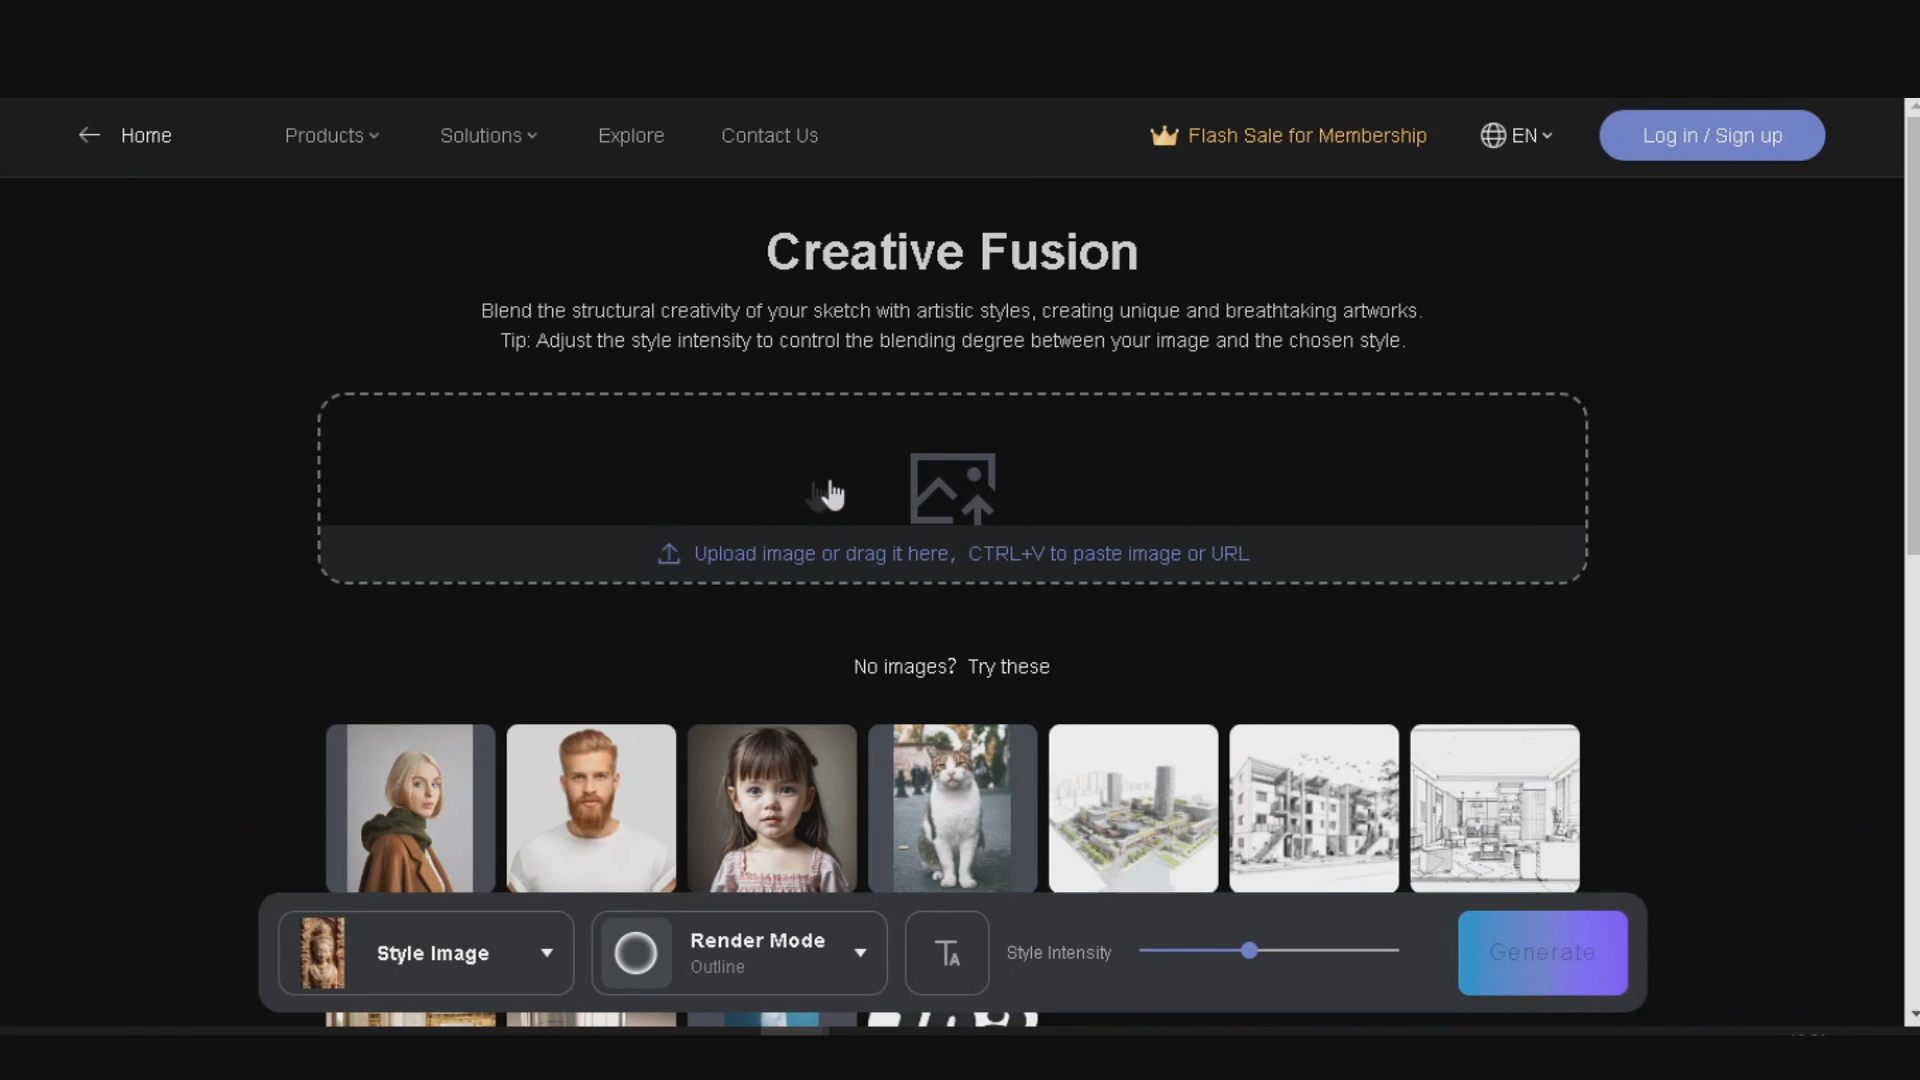 Home
Products
Solutions
Explore
Contact Us
Flash Sale for Membership
EN
Log in / Sign up
Creative Fusion
Blend the structural creativity of your sketch with artistic styles, creating unique and breathtaking artworks.
Tip: Adjust the style intensity to control the blending degree between your image and the chosen style.
Upload image or drag it here, CTRL+V to paste image or URL
No images? Try these
Style Image
Render Mode
Outline
TA
Style Intensity
Generate